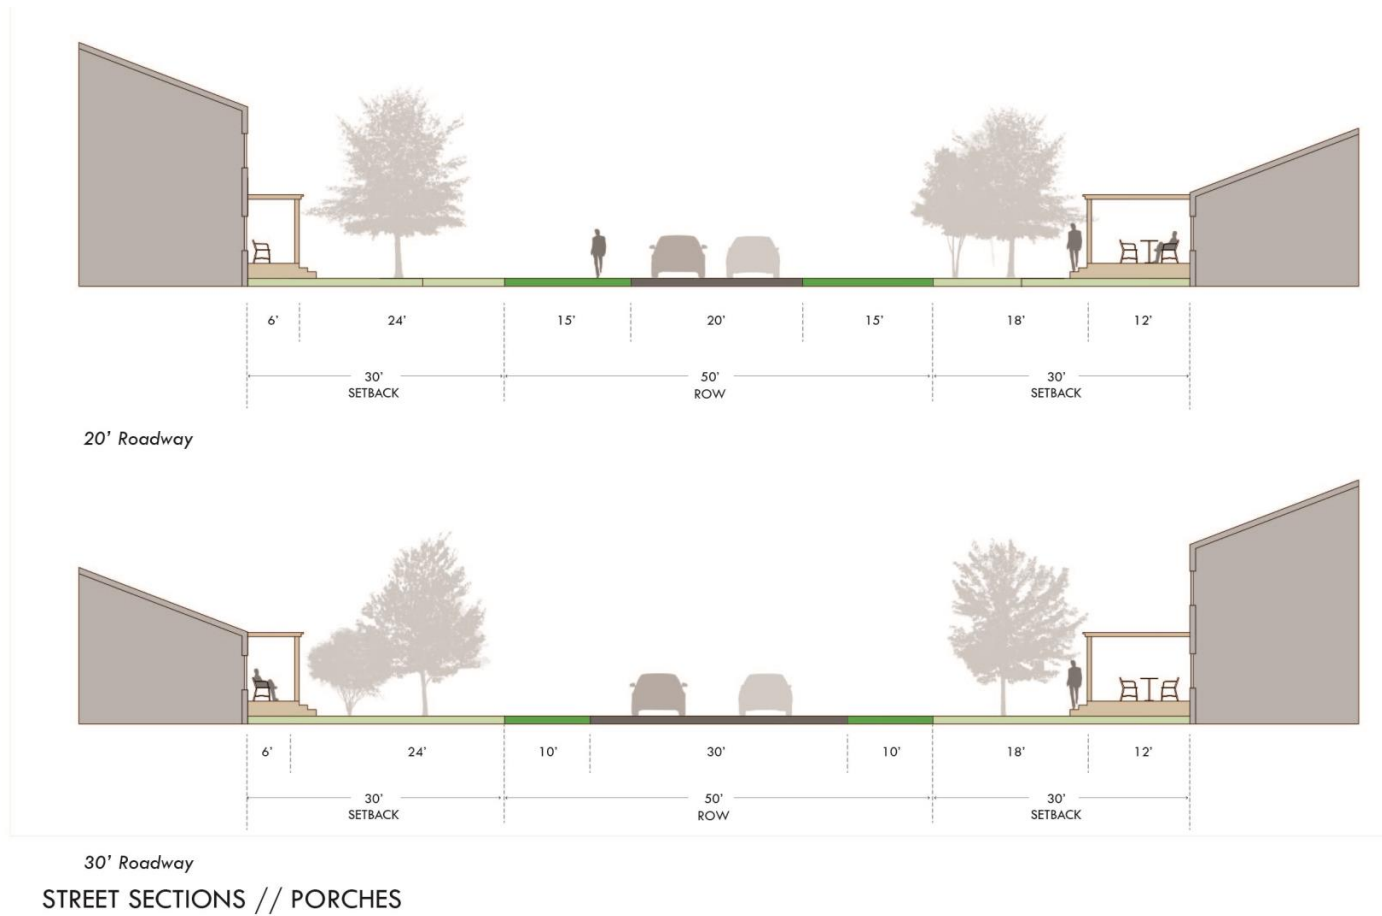 6’ 24’ 15’ 20’ 15’ 18’ 12’
30’ 50’ 30’
SETBACK ROW SETBACK
20’ Roadway
6’ 24’ 10’ 30’ 10’ 18’ 12’
30’ 50’ 30’
SETBACK ROW SETBACK
30’ Roadway
STREET SECTIONS // PORCHES